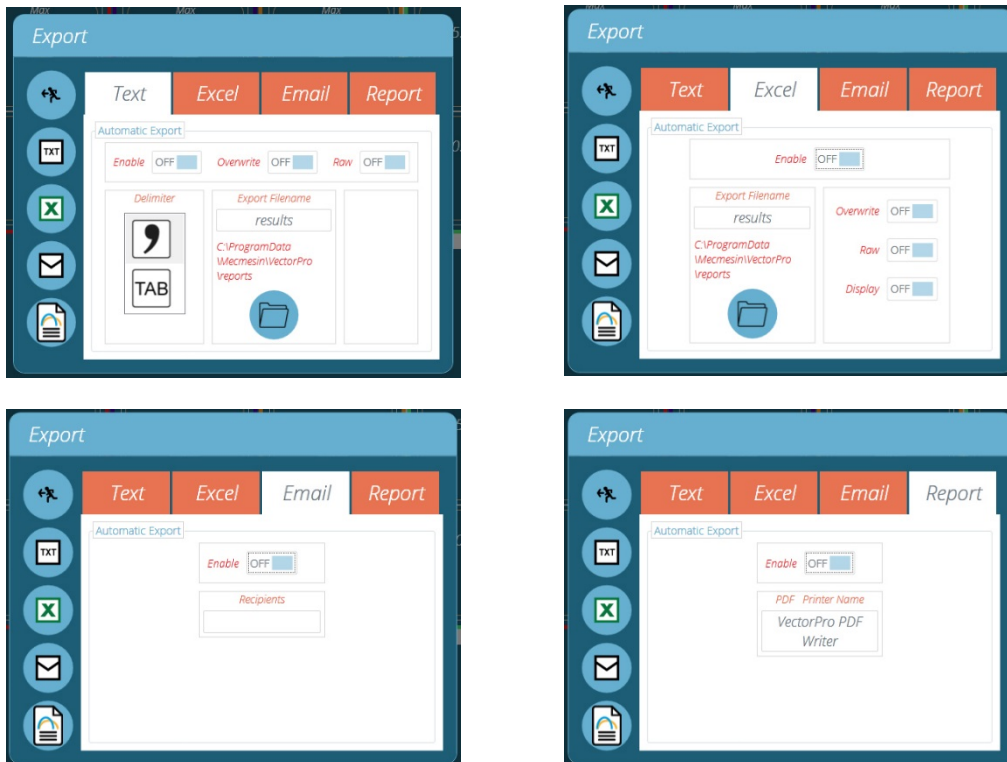 Max Max Max
Export
Text Excel Email Report
Automatic Export
Enable OFF Overwrite OFF Raw OFF
TXT
Delimiter
Export Filename
results
C:\ProgramData
\Mecmesin\VectorPro
\reports
TAB
Export
Text Excel Email Report
Automatic Export
Enable OFF
TXT
Export Filename
results
C:\ProgramData
\Mecmesin\VectorPro
\reports
Overwrite OFF
Raw OFF
Display OFF
Export
Text Excel Email Report
Automatic Export
Enable OFF
TXT
Recipients
Export
Text Excel Email Report
Automatic Export
Enable OFF
TXT
PDF Printer Name
VectorPro PDF
Writer